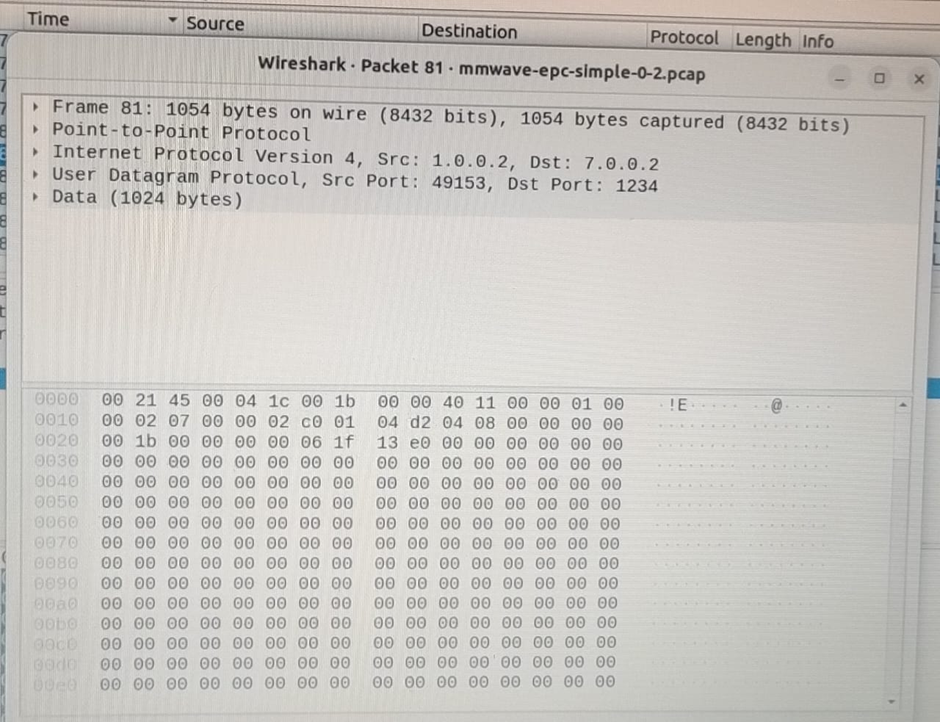 Time Source Destination Protocol Length Info
Wireshark · Packet 81 · mmwave-epc-simple-0-2.pcap
Frame 81: 1054 bytes on wire (8432 bits), 1054 bytes captured (8432 bits)
Point-to-Point Protocol
Internet Protocol Version 4, Src: 1.0.0.2, Dst: 7.0.0.2
User Datagram Protocol, Src Port: 49153, Dst Port: 1234
Data (1024 bytes)
0000 00 21 45 00 04 1c 00 1b 00 00 40 11 00 00 01 00 ·!E····· ··@·····
0010 00 02 07 00 00 02 c0 01 04 d2 04 08 00 00 00 00 ········ ········
0020 00 1b 00 00 00 00 06 1f 13 e0 00 00 00 00 00 00 ········ ········
0030 00 00 00 00 00 00 00 00 00 00 00 00 00 00 00 00 ········ ········
0040 00 00 00 00 00 00 00 00 00 00 00 00 00 00 00 00 ········ ········
0050 00 00 00 00 00 00 00 00 00 00 00 00 00 00 00 00 ········ ········
0060 00 00 00 00 00 00 00 00 00 00 00 00 00 00 00 00 ········ ········
0070 00 00 00 00 00 00 00 00 00 00 00 00 00 00 00 00 ········ ········
0080 00 00 00 00 00 00 00 00 00 00 00 00 00 00 00 00 ········ ········
0090 00 00 00 00 00 00 00 00 00 00 00 00 00 00 00 00 ········ ········
00a0 00 00 00 00 00 00 00 00 00 00 00 00 00 00 00 00 ········ ········
00b0 00 00 00 00 00 00 00 00 00 00 00 00 00 00 00 00 ········ ········
00c0 00 00 00 00 00 00 00 00 00 00 00 00 00 00 00 00 ········ ········
00d0 00 00 00 00 00 00 00 00 00 00 00 00 00 00 00 00 ········ ········
00e0 00 00 00 00 00 00 00 00 00 00 00 00 00 00 00 00 ········ ········